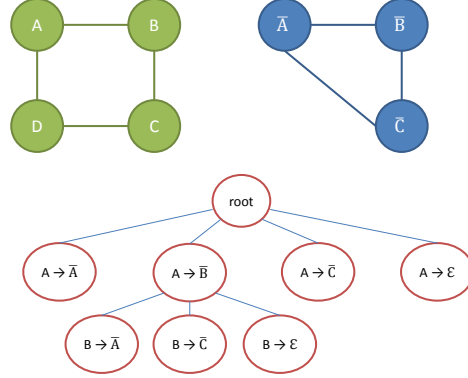 A B
D C
A̅ B̅
C̅
root
A → A̅ A → B̅ A → C̅ A → Ɛ
B → A̅ B → C̅ B → Ɛ